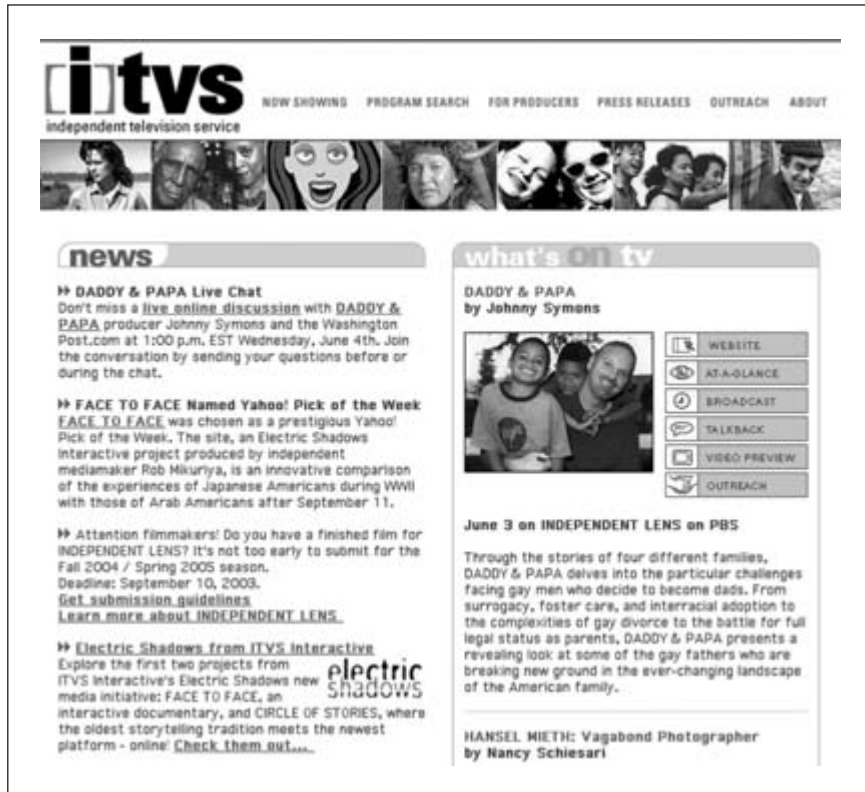 [i]tvs
independent television service
NOW SHOWING PROGRAM SEARCH FOR PRODUCERS PRESS RELEASES OUTREACH ABOUT
news
▸▸ DADDY & PAPA Live Chat
Don't miss a live online discussion with DADDY &
PAPA producer Johnny Symons and the Washington
Post.com at 1:00 p.m. EST Wednesday, June 4th. Join
the conversation by sending your questions before or
during the chat.
▸▸ FACE TO FACE Named Yahoo! Pick of the Week
FACE TO FACE was chosen as a prestigious Yahoo!
Pick of the Week. The site, an Electric Shadows
Interactive project produced by independent
mediamaker Rob Mikuriya, is an innovative comparison
of the experiences of Japanese Americans during WWII
with those of Arab Americans after September 11.
▸▸ Attention filmmakers! Do you have a finished film for
INDEPENDENT LENS? It's not too early to submit for the
Fall 2004 / Spring 2005 season.
Deadline: September 10, 2003.
Get submission guidelines
Learn more about INDEPENDENT LENS
▸▸ Electric Shadows from ITVS Interactive
Explore the first two projects from
ITVS Interactive's Electric Shadows new
media initiative: FACE TO FACE, an
interactive documentary, and CIRCLE OF STORIES, where
the oldest storytelling tradition meets the newest
platform - online! Check them out...
electric
shadows
what's on tv
DADDY & PAPA
by Johnny Symons
WEBSITE
AT-A-GLANCE
BROADCAST
TALKBACK
VIDEO PREVIEW
OUTREACH
June 3 on INDEPENDENT LENS on PBS
Through the stories of four different families,
DADDY & PAPA delves into the particular challenges
facing gay men who decide to become dads. From
surrogacy, foster care, and interracial adoption to
the complexities of gay divorce to the battle for full
legal status as parents, DADDY & PAPA presents a
revealing look at some of the gay fathers who are
breaking new ground in the ever-changing landscape
of the American family.
HANSEL MIETH: Vagabond Photographer
by Nancy Schiesari